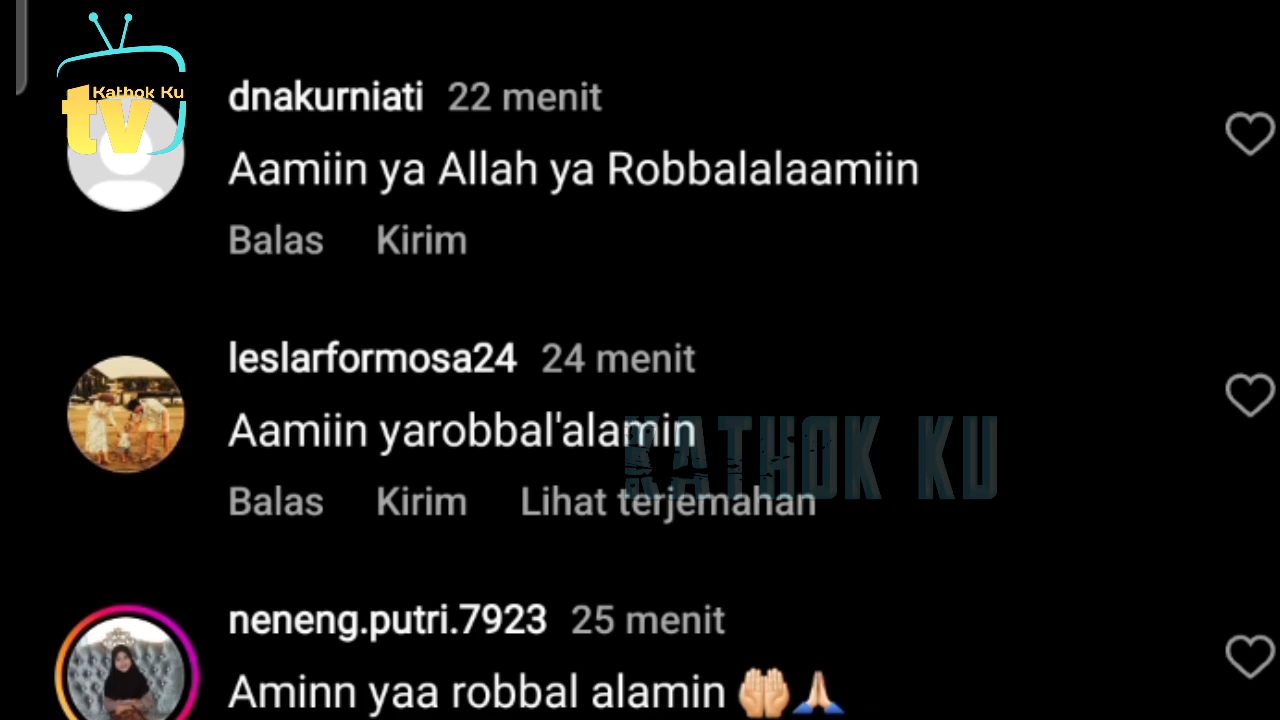 Kathok Ku
tv
dnakurniati 22 menit
Aamiin ya Allah ya Robbalalaamiin
Balas Kirim
leslarformosa24 24 menit
Aamiin yarobbal'alamin
KATHOK KU
Balas Kirim Lihat terjemahan
neneng.putri.7923 25 menit
Aminn yaa robbal alamin 🤲🏻🙏🏻